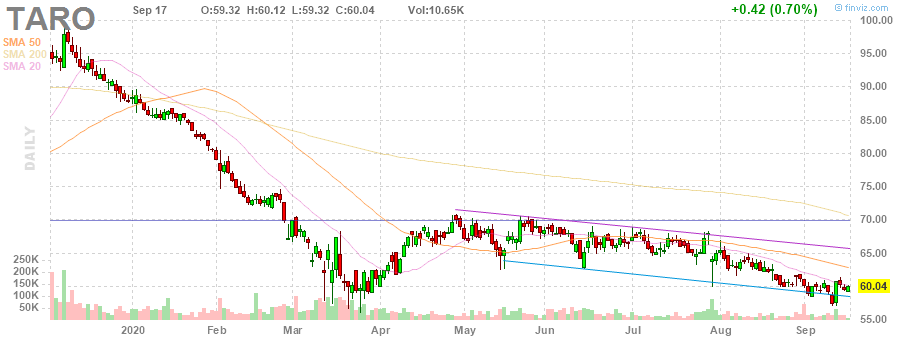 TARO
Sep 17 O:59.32 H:60.12 L:59.32 C:60.04 Vol:10.65K +0.42 (0.70%)
© finviz.com
SMA 50
SMA 200
SMA 20
DAILY
100.00
95.00
90.00
85.00
80.00
75.00
70.00
65.00
60.04
55.00
250K
200K
150K
100K
50K
2020 Feb Mar Apr May Jun Jul Aug Sep